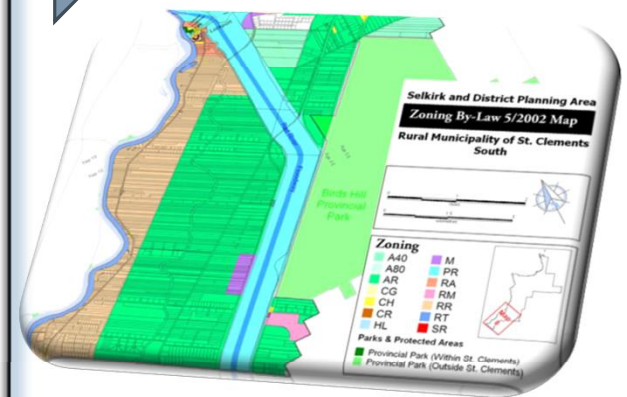 Selkirk and District Planning Area
Zoning By-Law 5/2002 Map
Rural Municipality of St. Clements
South
Birds Hill
Provincial
Park
Zoning
A40
A80
AR
CG
CH
CR
HL
M
PR
RA
RM
RR
RT
SR
Parks & Protected Areas
Provincial Park (Within St. Clements)
Provincial Park (Outside St. Clements)